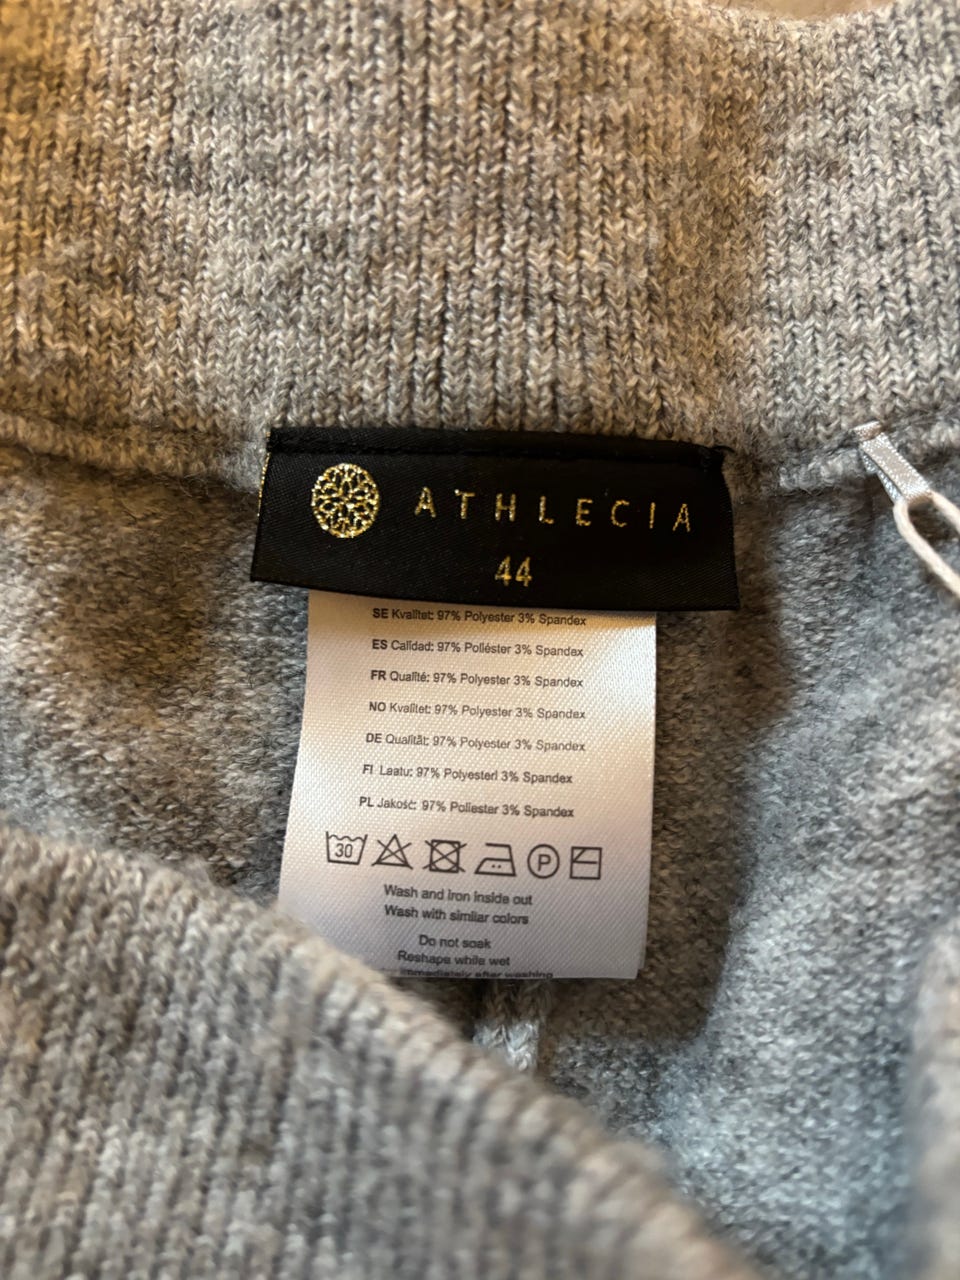 ATHLECIA
44
SE Kvalitet: 97% Polyester 3% Spandex
ES Calidad: 97% Poliéster 3% Spandex
FR Qualité: 97% Polyester 3% Spandex
NO Kvalitet: 97% Polyester 3% Spandex
DE Qualität: 97% Polyester 3% Spandex
FI Laatu: 97% Polyesteri 3% Spandex
PL Jakość: 97% Poliester 3% Spandex
30 P
Wash and iron inside out
Wash with similar colors
Do not soak
Reshape while wet
immediately after washing